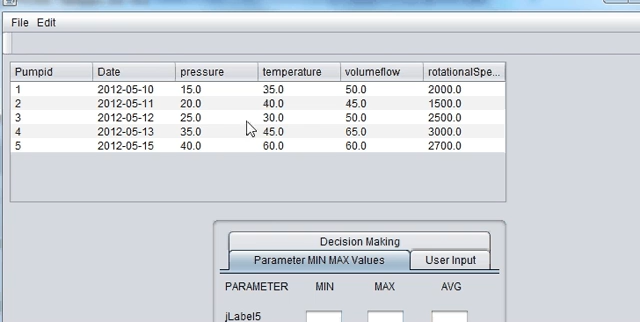 File Edit
Pumpid Date pressure temperature volumeflow rotationalSpe...
1 2012-05-10 15.0 35.0 50.0 2000.0
2 2012-05-11 20.0 40.0 45.0 1500.0
3 2012-05-12 25.0 30.0 50.0 2500.0
4 2012-05-13 35.0 45.0 65.0 3000.0
5 2012-05-15 40.0 60.0 60.0 2700.0
Decision Making
Parameter MIN MAX Values User Input
PARAMETER MIN MAX AVG
jLabel5